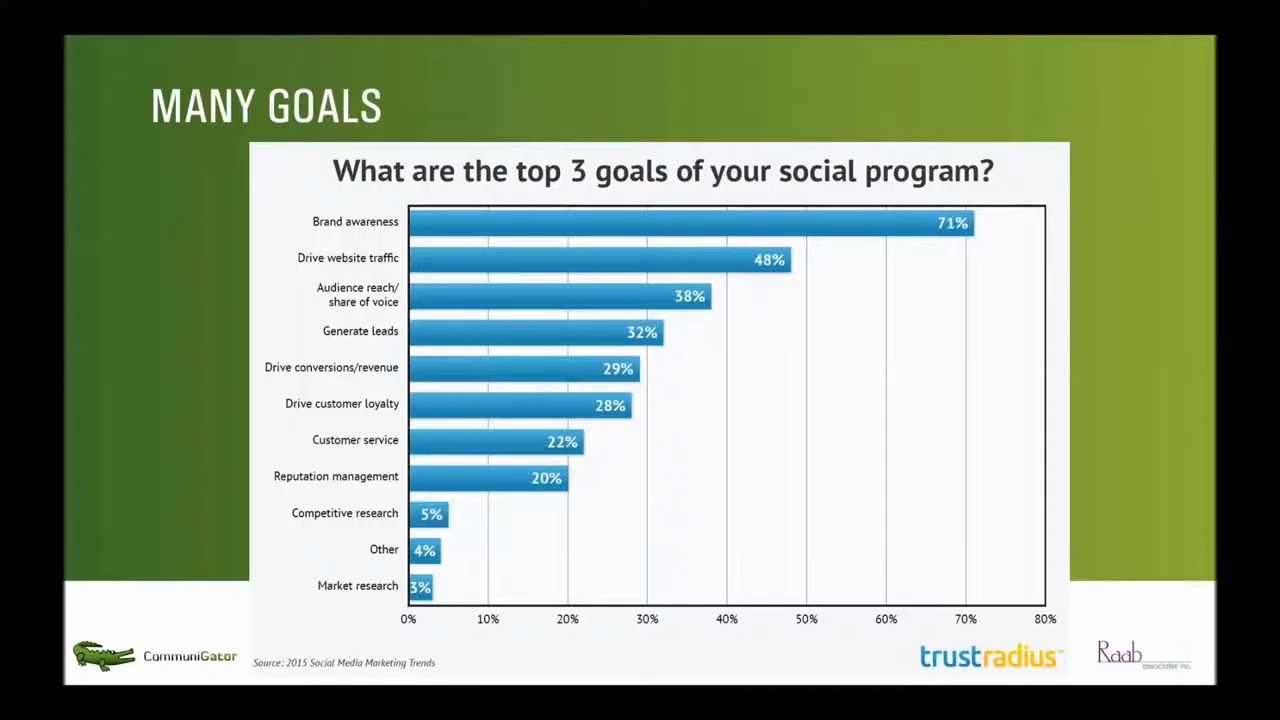 MANY GOALS
What are the top 3 goals of your social program?
Brand awareness
71%
Drive website traffic
48%
Audience reach/
share of voice
38%
Generate leads
32%
Drive conversions/revenue
29%
Drive customer loyalty
28%
Customer service
22%
Reputation management
20%
Competitive research
5%
Other
4%
Market research
3%
0% 10% 20% 30% 40% 50% 60% 70% 80%
CommuniGator
Source: 2015 Social Media Marketing Trends
trustradius
Raab
associates inc.